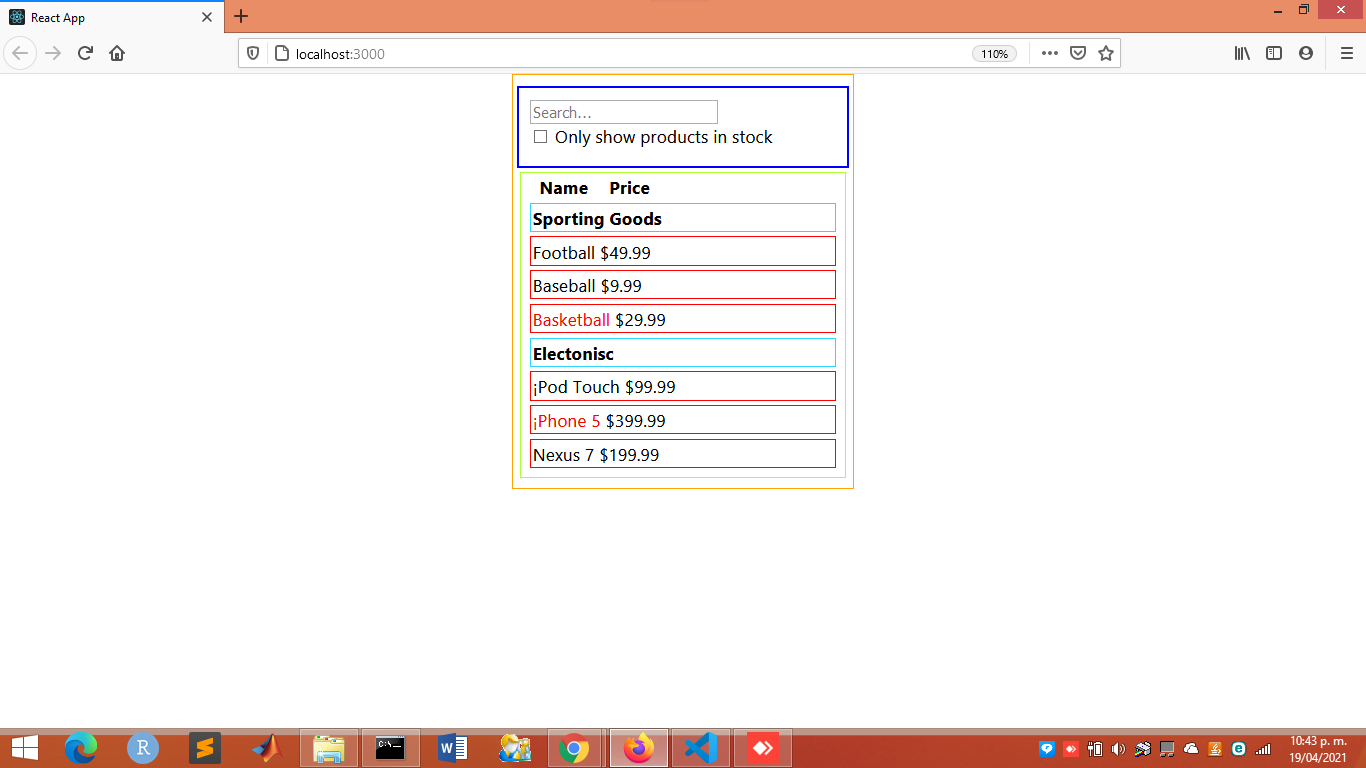 React App
localhost:3000
110%
Search...
Only show products in stock
Name Price
Sporting Goods
Football $49.99
Baseball $9.99
Basketball $29.99
Electonisc
¡Pod Touch $99.99
¡Phone 5 $399.99
Nexus 7 $199.99
10:43 p. m.
19/04/2021